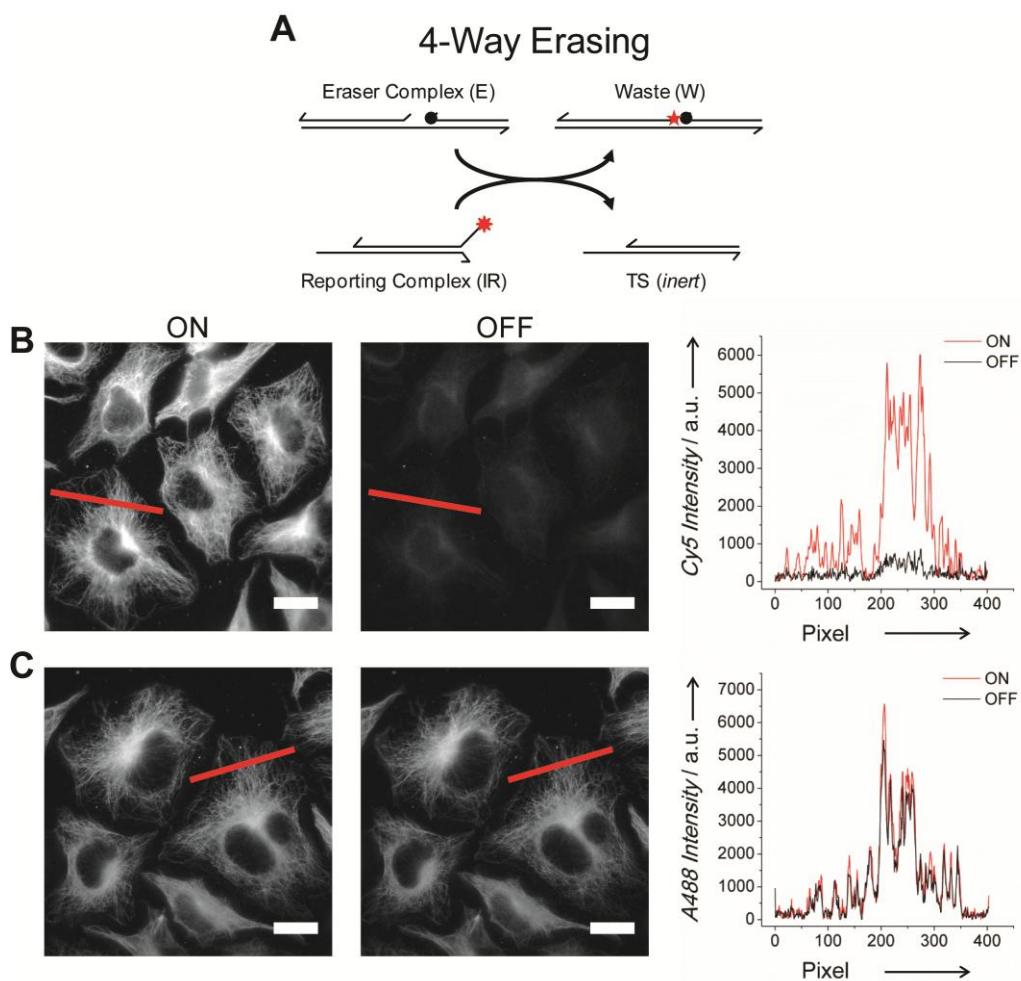 A
4-Way Erasing
Eraser Complex (E)
Waste (W)
Reporting Complex (IR)
TS (inert)
ON
OFF
B
ON
OFF
6000
5000
4000
3000
2000
1000
0
Cy5 Intensity / a.u.
0 100 200 300 400
Pixel
C
ON
OFF
7000
6000
5000
4000
3000
2000
1000
0
A488 Intensity / a.u.
0 100 200 300 400
Pixel